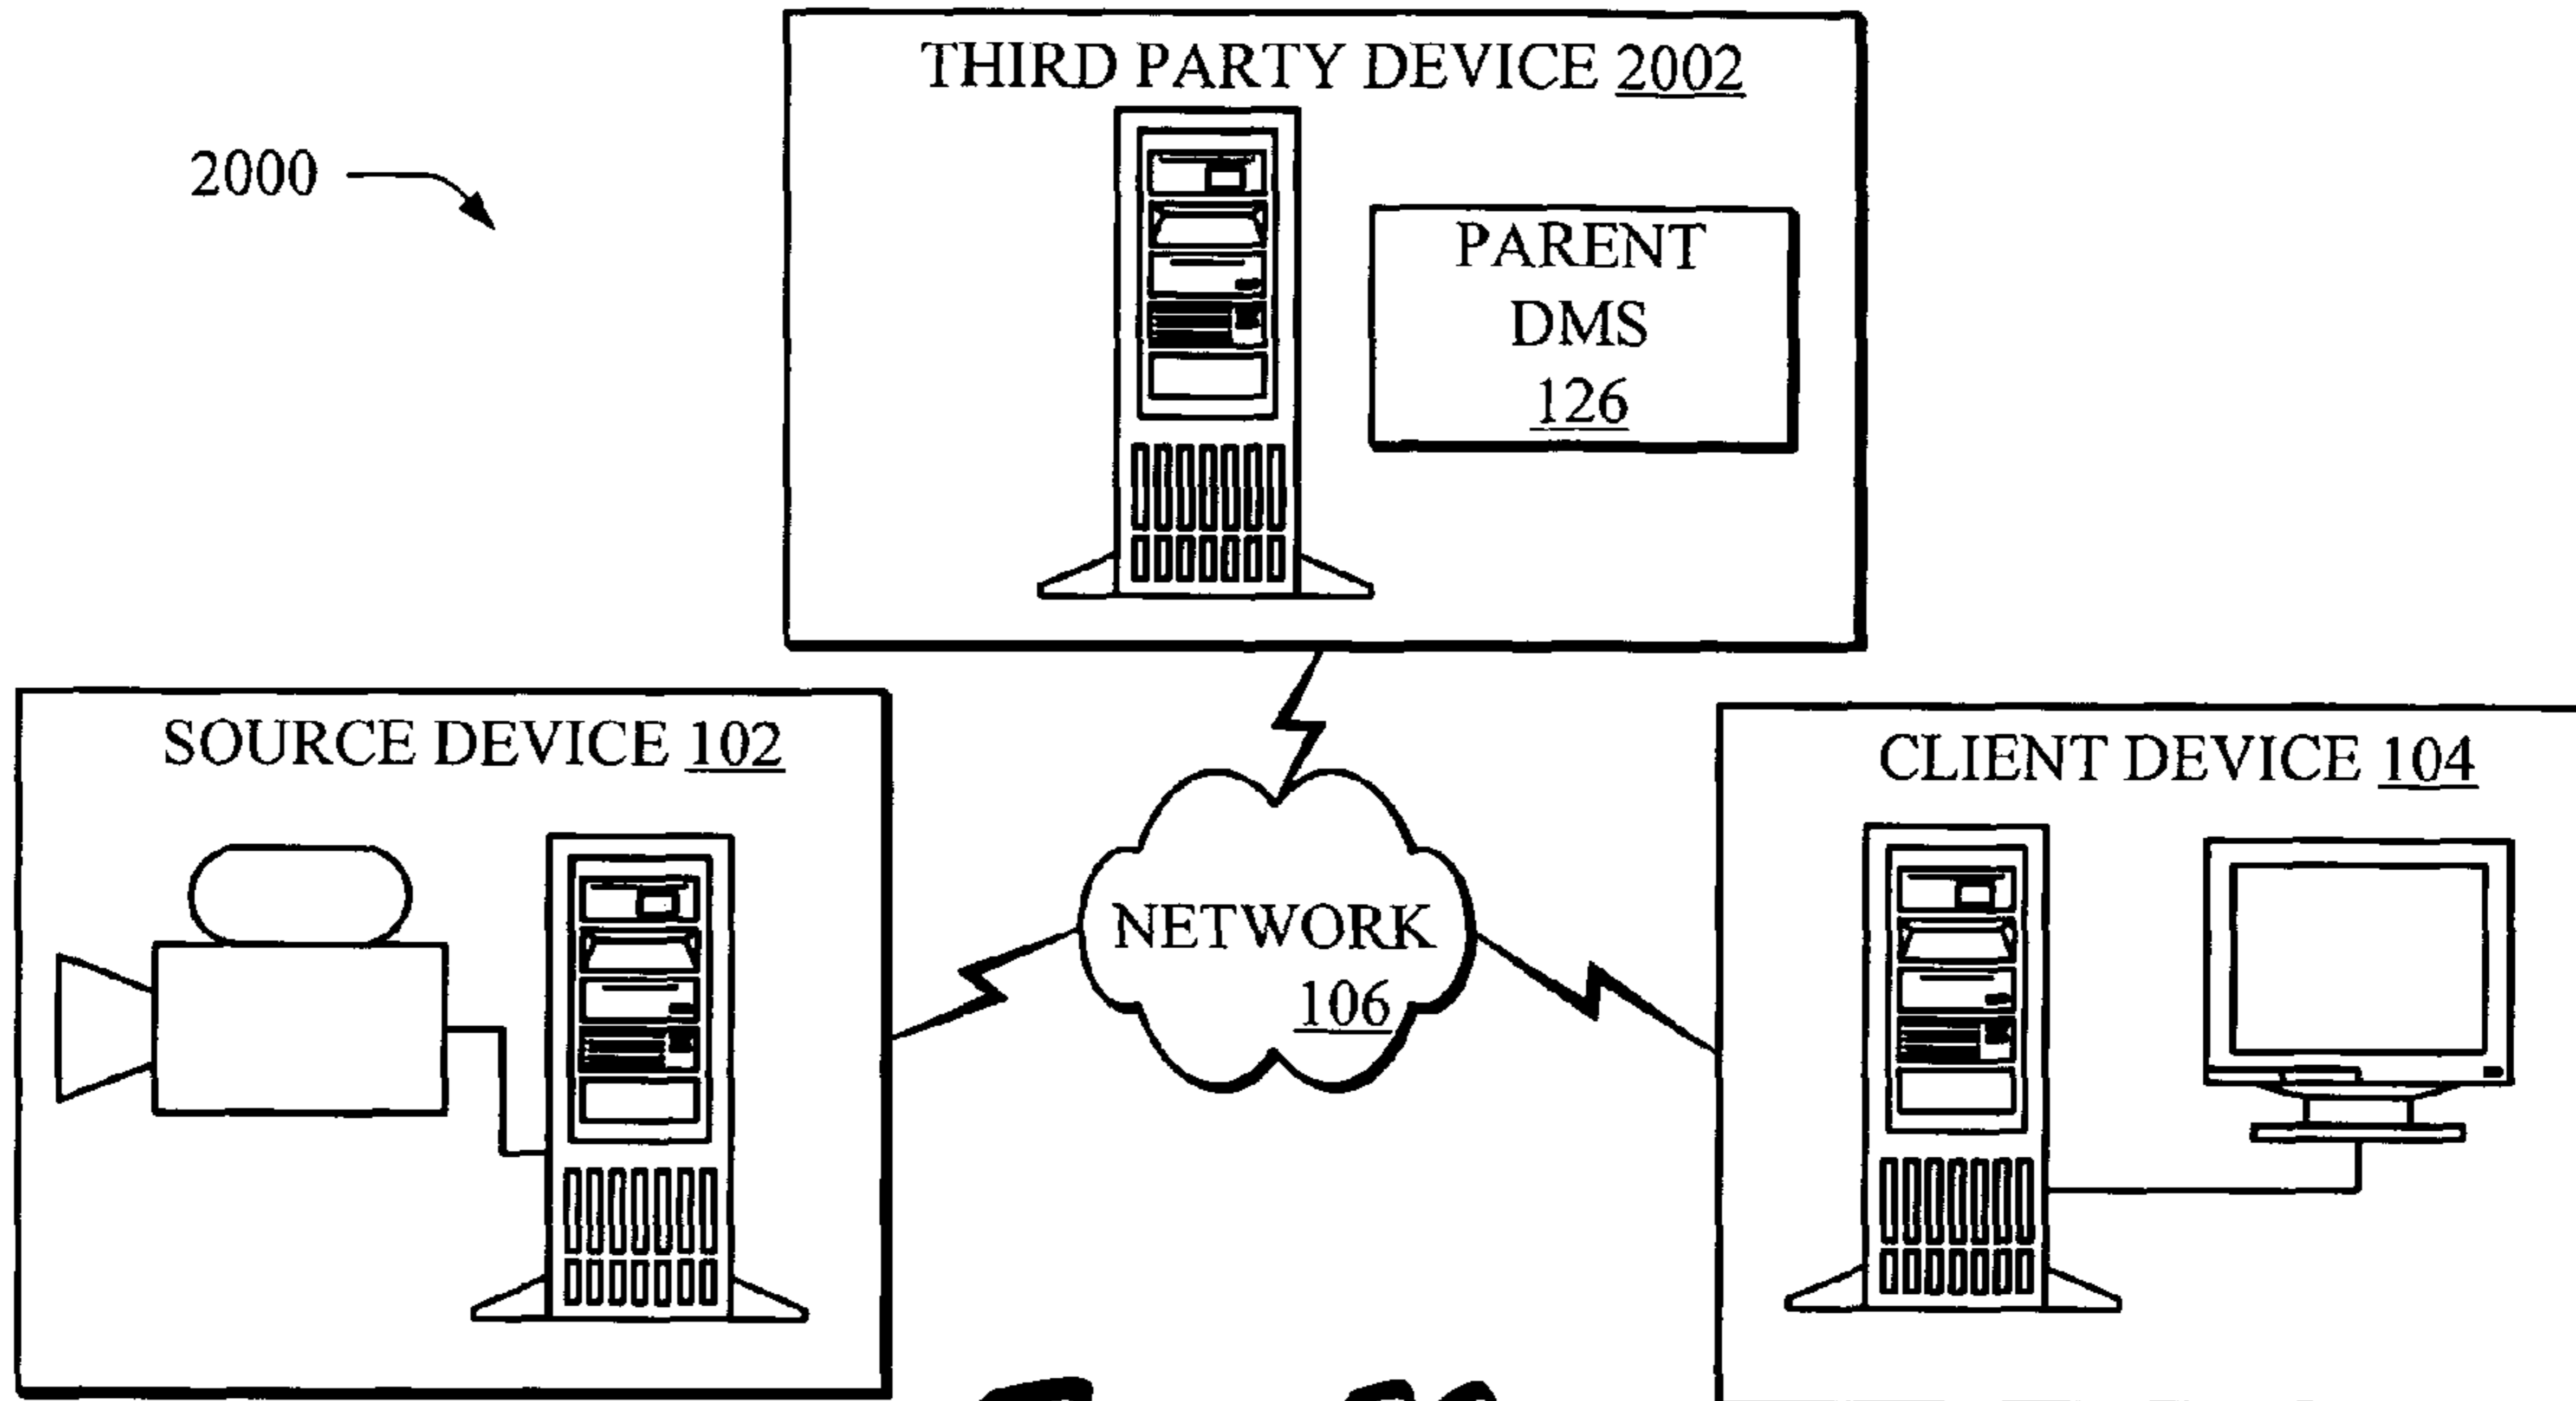 2000
THIRD PARTY DEVICE 2002
PARENT
DMS
126
SOURCE DEVICE 102
NETWORK
106
CLIENT DEVICE 104